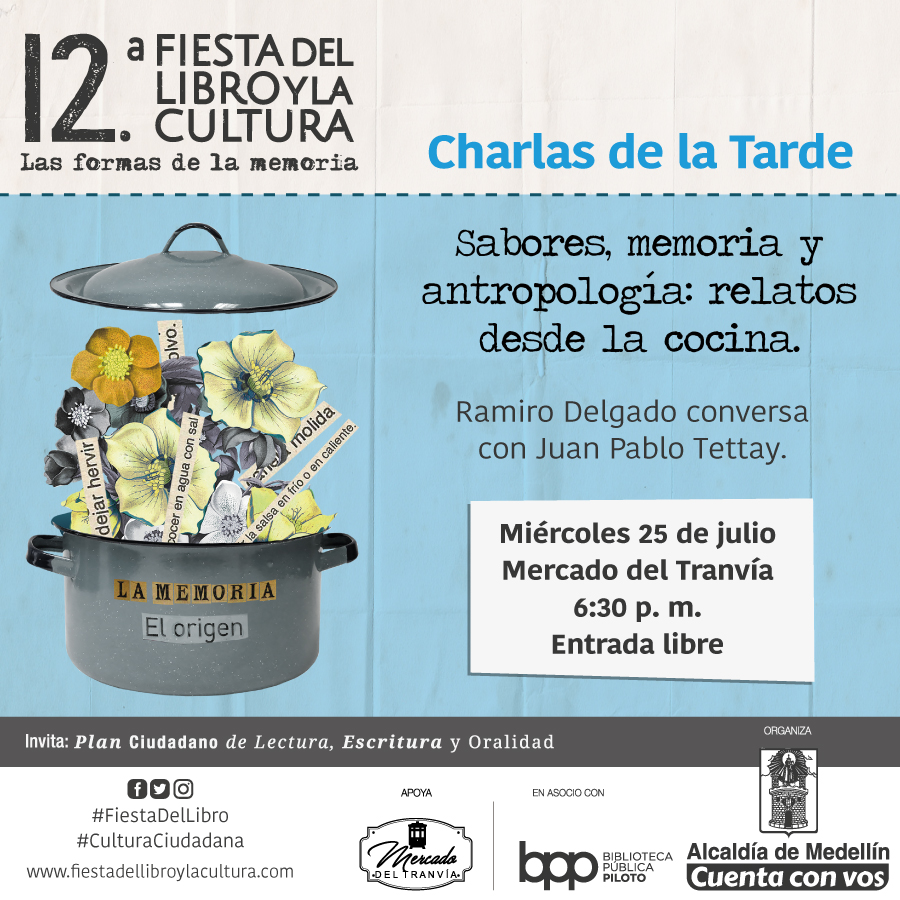 12.ª FIESTA DEL
LIBRO Y LA
CULTURA
Las formas de la memoria
Charlas de la Tarde
Sabores, memoria y
antropología: relatos
desde la cocina.
Ramiro Delgado conversa
con Juan Pablo Tettay.
Miércoles 25 de julio
Mercado del Tranvía
6:30 p. m.
Entrada libre
olvo.
molida
dejar hervir
cocer en agua con sal
la salsa en frío o en caliente.
LA MEMORIA
El origen
Invita: Plan Ciudadano de Lectura, Escritura y Oralidad
#FiestaDelLibro
#CulturaCiudadana
www.fiestadellibroylacultura.com
APOYA
Mercado
DEL TRANVÍA
EN ASOCIO CON
bpp BIBLIOTECA
PÚBLICA
PILOTO
ORGANIZA
Alcaldía de Medellín
Cuenta con vos